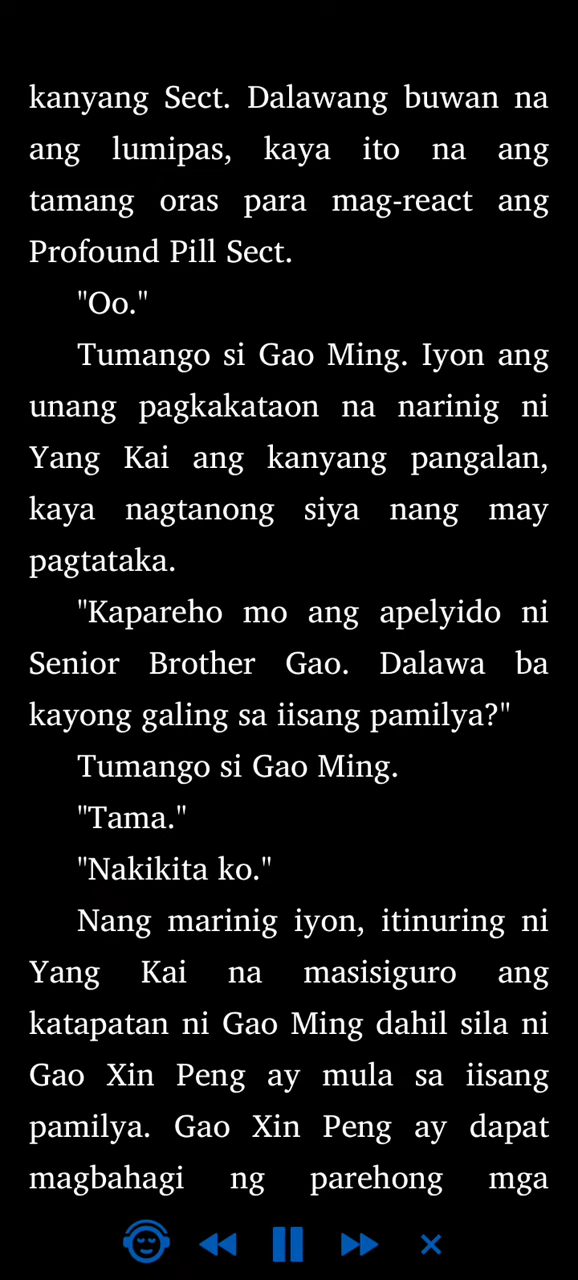 kanyang Sect. Dalawang buwan na
ang lumipas, kaya ito na ang
tamang oras para mag-react ang
Profound Pill Sect.
"Oo."
Tumango si Gao Ming. Iyon ang
unang pagkakataon na narinig ni
Yang Kai ang kanyang pangalan,
kaya nagtanong siya nang may
pagtataka.
"Kapareho mo ang apelyido ni
Senior Brother Gao. Dalawa ba
kayong galing sa iisang pamilya?"
Tumango si Gao Ming.
"Tama."
"Nakikita ko."
Nang marinig iyon, itinuring ni
Yang Kai na masisiguro ang
katapatan ni Gao Ming dahil sila ni
Gao Xin Peng ay mula sa iisang
pamilya. Gao Xin Peng ay dapat
magbahagi ng parehong mga